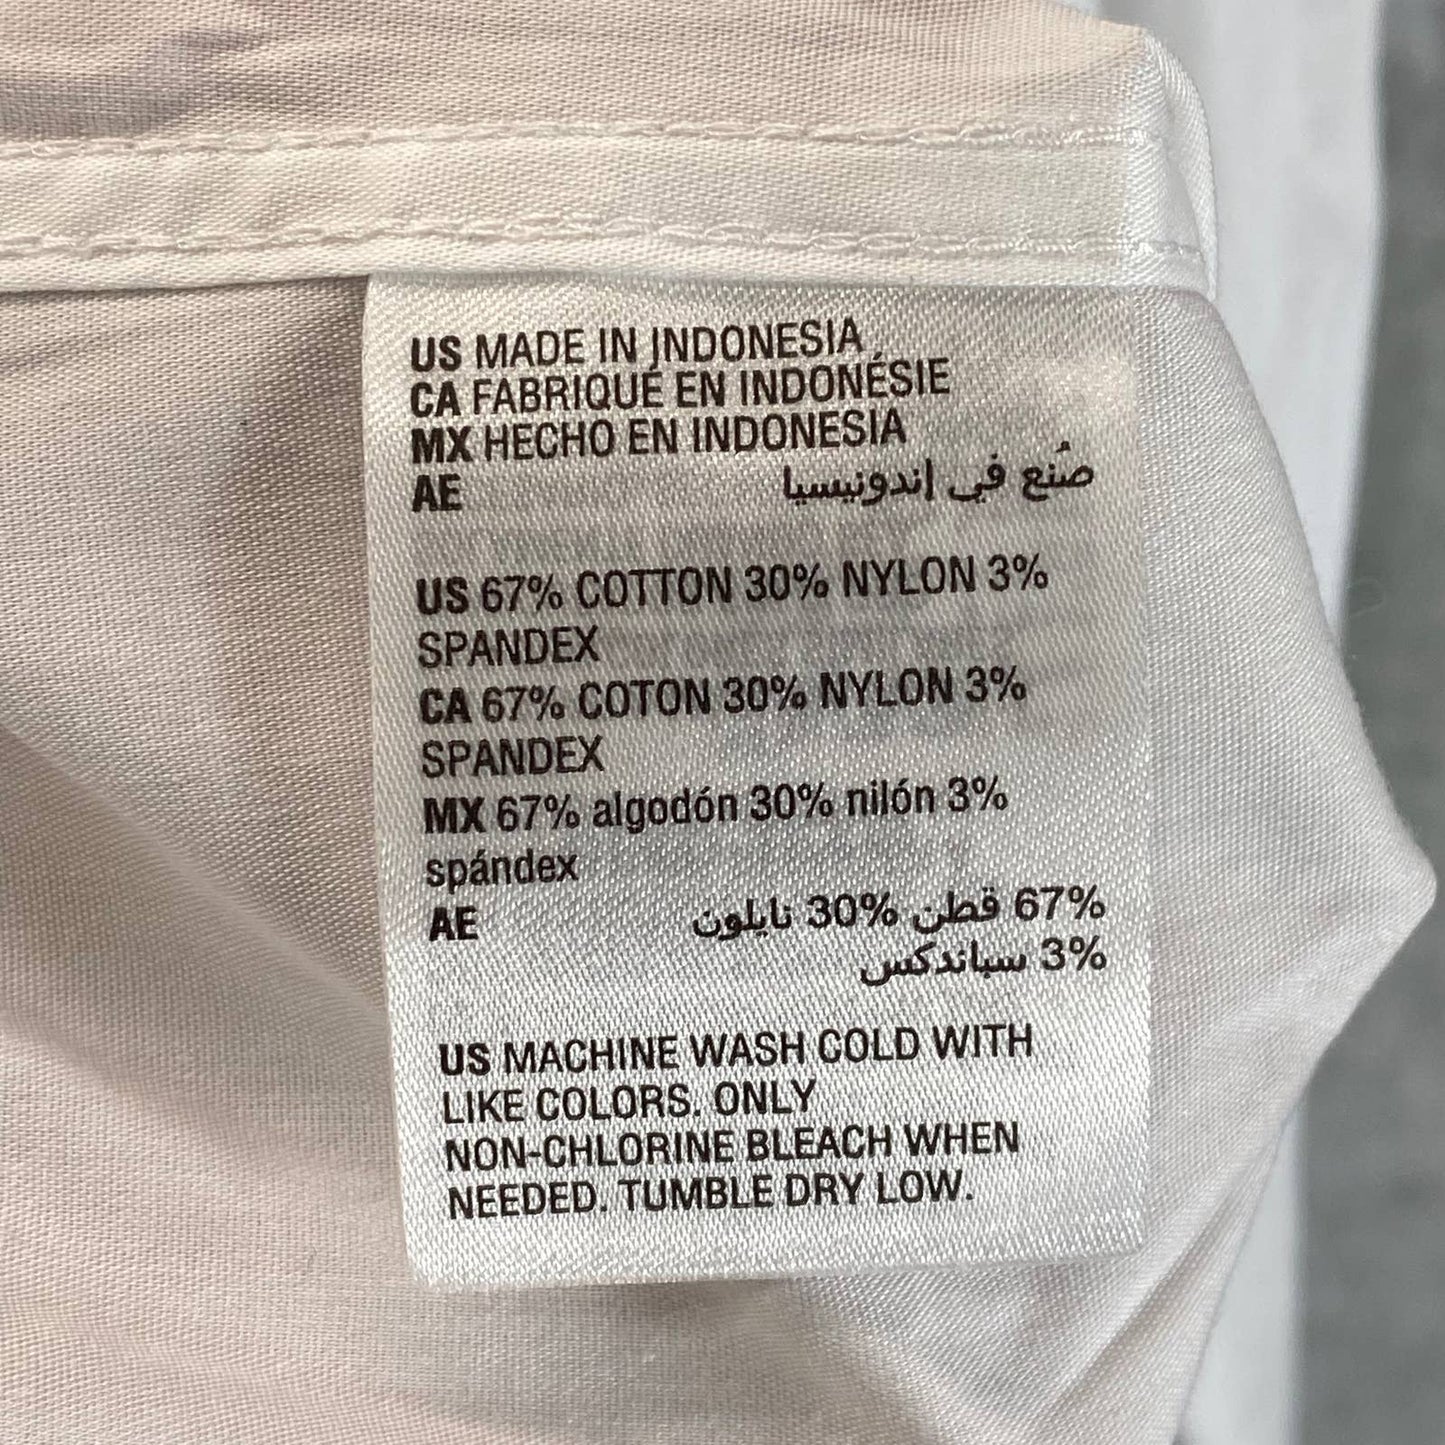 US MADE IN INDONESIA
CA FABRIQUÉ EN INDONÉSIE
MX HECHO EN INDONESIA
AE صُنع في إندونيسيا
US 67% COTTON 30% NYLON 3%
SPANDEX
CA 67% COTON 30% NYLON 3%
SPANDEX
MX 67% algodón 30% nilón 3%
spándex
AE 67% قطن 30% نايلون
3% سباندكس
US MACHINE WASH COLD WITH
LIKE COLORS. ONLY
NON-CHLORINE BLEACH WHEN
NEEDED. TUMBLE DRY LOW.